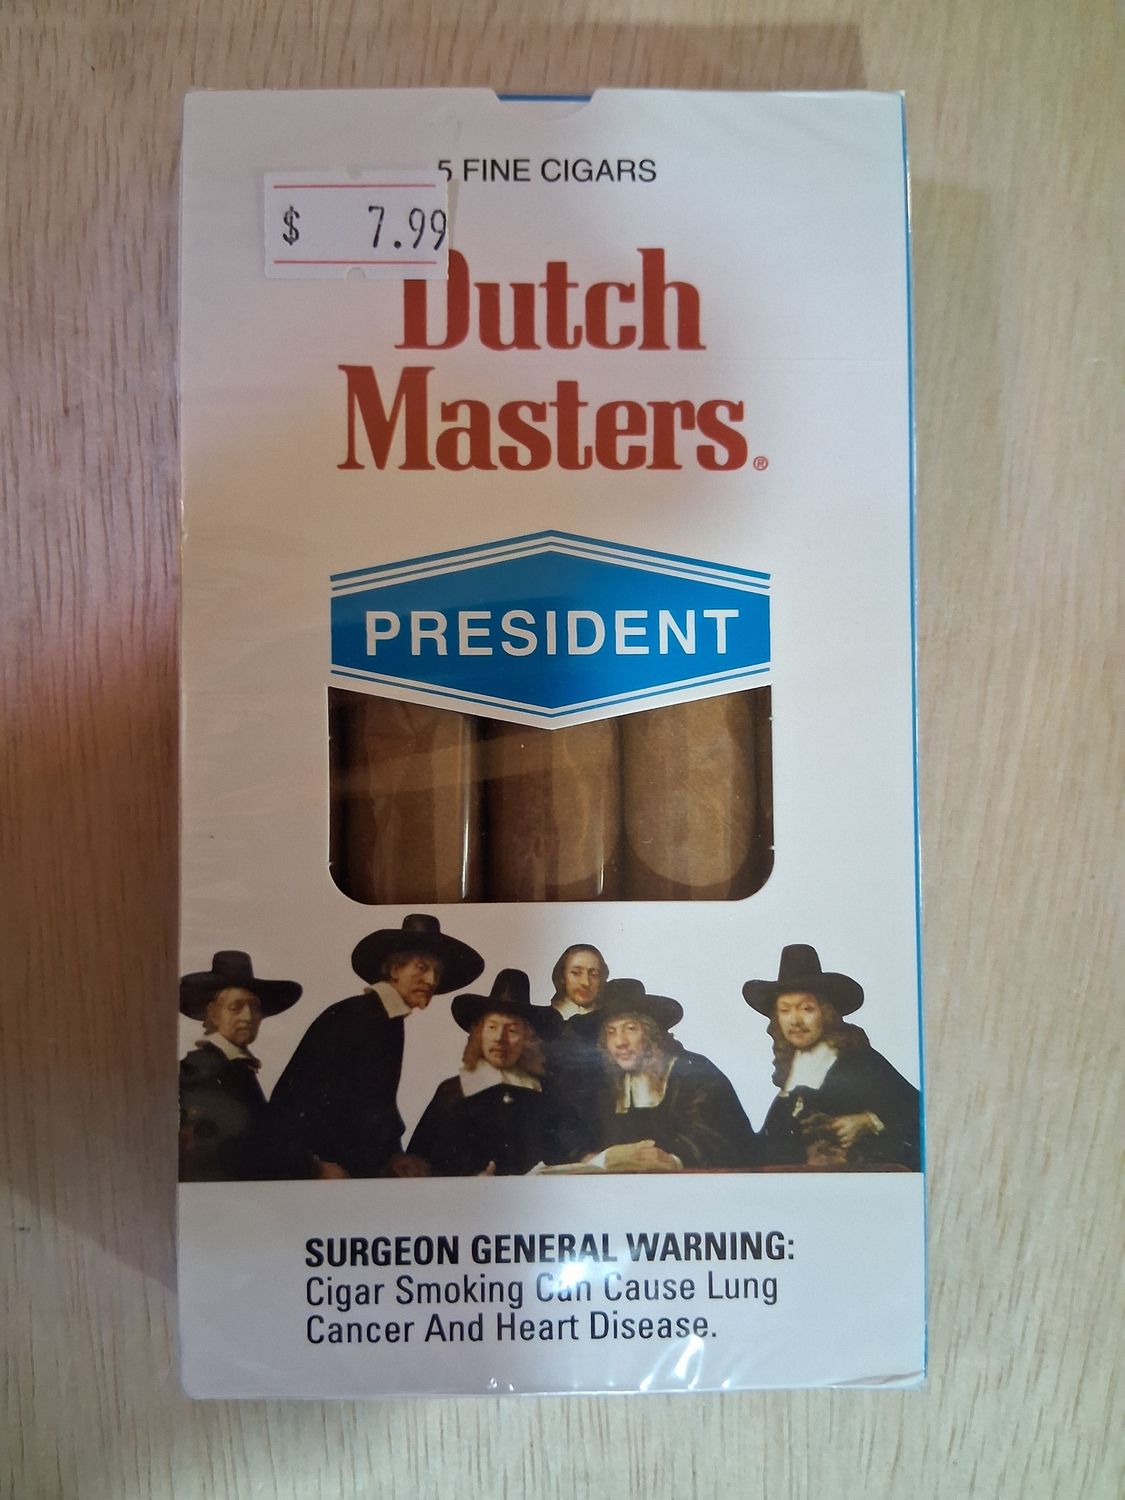 5 FINE CIGARS
$ 7.99
Dutch
Masters®
PRESIDENT
SURGEON GENERAL WARNING:
Cigar Smoking Can Cause Lung
Cancer And Heart Disease.